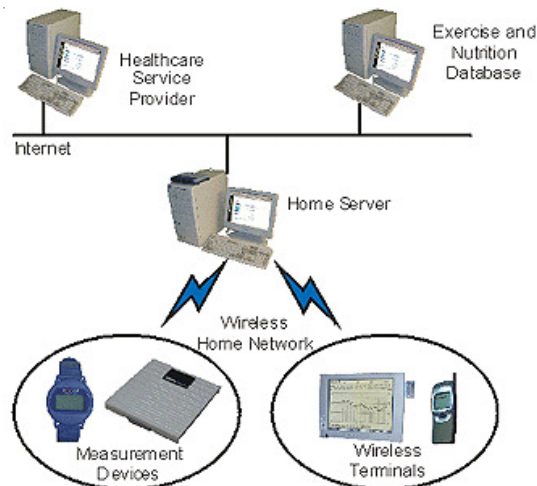 Healthcare
Service
Provider
Exercise and
Nutrition
Database
Internet
Home Server
Wireless
Home Network
Measurement
Devices
Wireless
Terminals